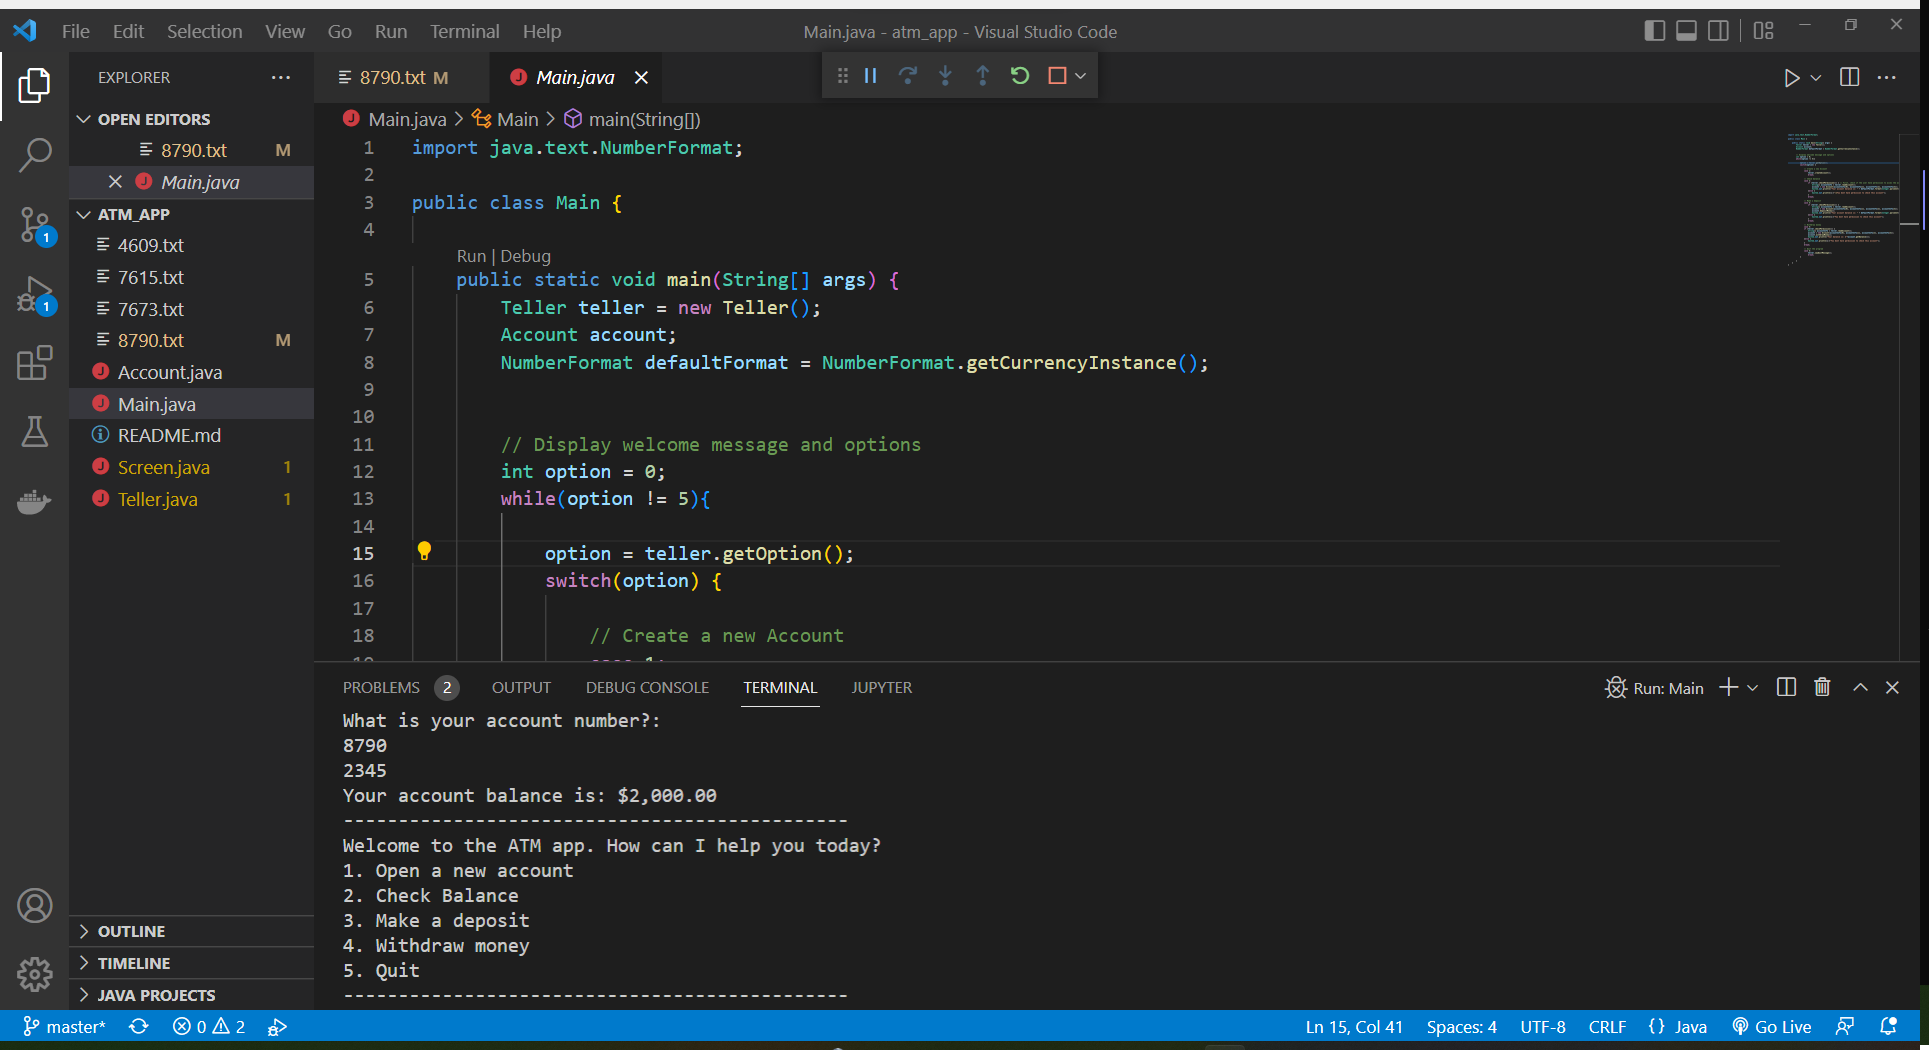 File Edit Selection View Go Run Terminal Help
Main.java - atm_app - Visual Studio Code
EXPLORER
OPEN EDITORS
8790.txt M
Main.java
ATM_APP
4609.txt
7615.txt
7673.txt
8790.txt M
Account.java
Main.java
README.md
Screen.java 1
Teller.java 1
OUTLINE
TIMELINE
JAVA PROJECTS
1
1
8790.txt M
Main.java
Main.java > Main > main(String[])
1 import java.text.NumberFormat;
2
3 public class Main {
4
Run | Debug
5 public static void main(String[] args) {
6 Teller teller = new Teller();
7 Account account;
8 NumberFormat defaultFormat = NumberFormat.getCurrencyInstance();
9
10
11 // Display welcome message and options
12 int option = 0;
13 while(option != 5){
14
15 option = teller.getOption();
16 switch(option) {
17
18 // Create a new Account
PROBLEMS 2 OUTPUT DEBUG CONSOLE TERMINAL JUPYTER
Run: Main
What is your account number?:
8790
2345
Your account balance is: $2,000.00
----------------------------------------------
Welcome to the ATM app. How can I help you today?
1. Open a new account
2. Check Balance
3. Make a deposit
4. Withdraw money
5. Quit
----------------------------------------------
master* 0 2
Ln 15, Col 41 Spaces: 4 UTF-8 CRLF {} Java Go Live